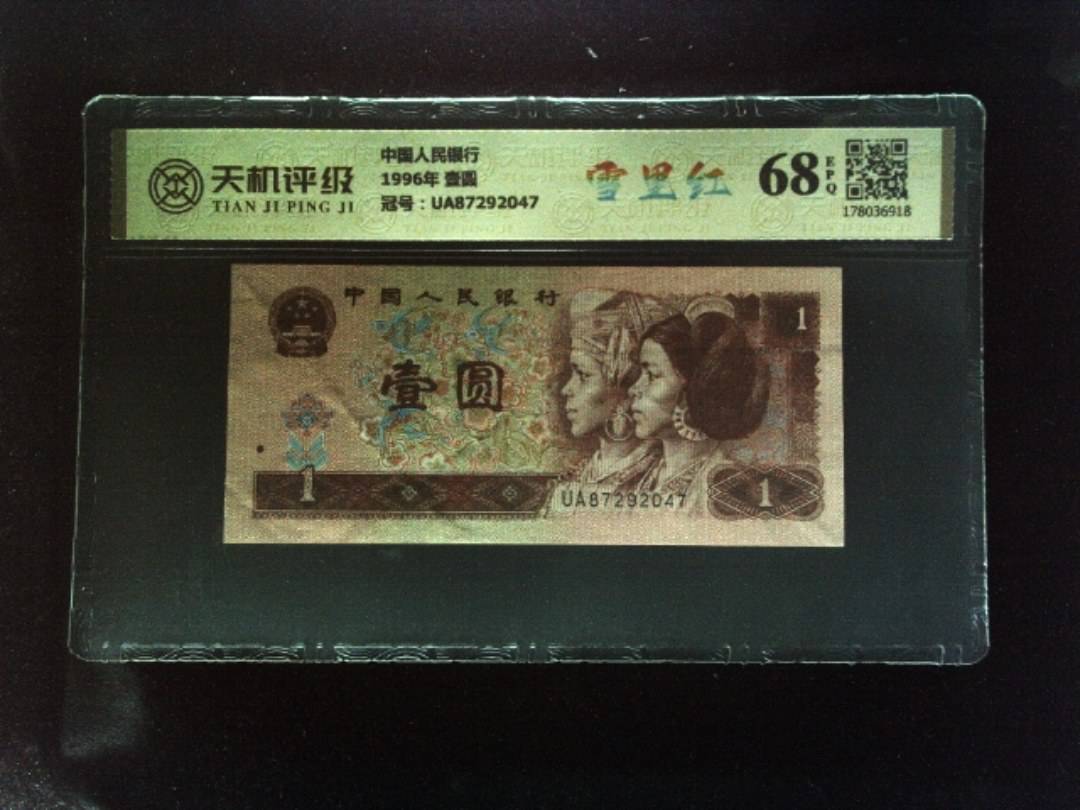 天机评级
TIAN JI PING JI
中国人民银行
1996年 壹圆
冠号：UA87292047
雪里红
68
EPQ
178036918
中国人民银行
1
壹圆
1
UA87292047
1